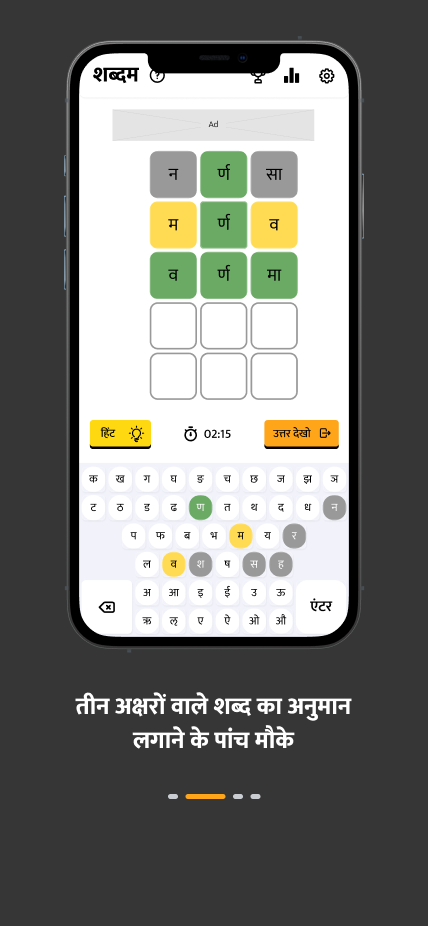 शब्दम ?
Ad
न र्ण सा
म र्ण व
व र्ण मा
हिंट 02:15 उत्तर देखो
क ख ग घ ङ च छ ज झ ञ
ट ठ ड ढ ण त थ द ध न
प फ ब भ म य र
ल व श ष स ह
अ आ इ ई उ ऊ
एंटर
ऋ ऌ ए ऐ ओ औ
तीन अक्षरों वाले शब्द का अनुमान
लगाने के पांच मौके